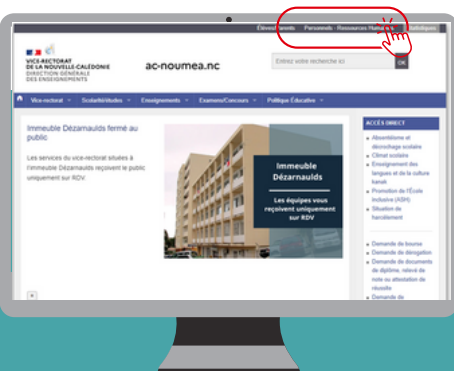 Élèves/Parents Personnels - Ressources Humaines Statistiques
VICE-RECTORAT
DE LA NOUVELLE-CALÉDONIE
DIRECTION GÉNÉRALE
DES ENSEIGNEMENTS
ac-noumea.nc
Entrez votre recherche ici
OK
Vice-rectorat
Scolarité/études
Enseignements
Examens/Concours
Politique Éducative
Immeuble Dézarnaulds fermé au
public
Les services du vice-rectorat situées à
l'immeuble Dézarnaulds reçoivent le public
uniquement sur RDV.
Immeuble
Dézarnaulds
Les équipes vous
reçoivent uniquement
sur RDV
ACCÈS DIRECT
Absentéisme et
décrochage scolaire
Climat scolaire
Enseignement des
langues et de la culture
kanak
Promotion de l'École
Inclusive (ASH)
Situation de
harcèlement
Demande de bourse
Demande de dérogation
Demande de documents
de diplôme, relevé de
note ou attestation de
réussite
Demande de